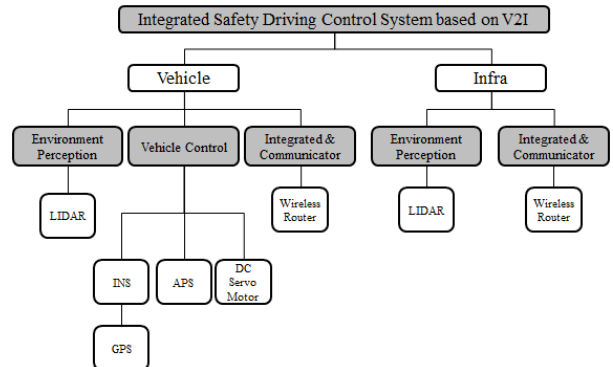 Integrated Safety Driving Control System based on V2I
Vehicle
Infra
Environment
Perception
Vehicle Control
Integrated &
Communicator
Environment
Perception
Integrated &
Communicator
LIDAR
Wireless
Router
LIDAR
Wireless
Router
INS
APS
DC
Servo
Motor
GPS